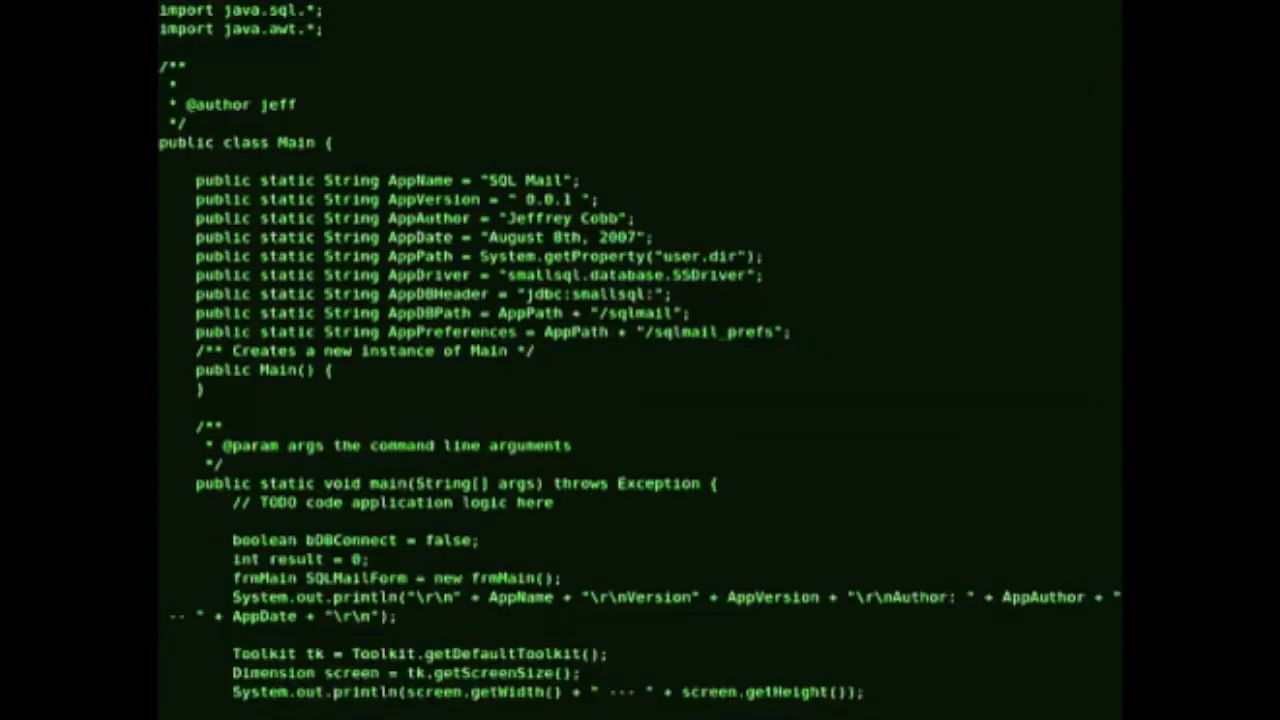 import java.sql.*;
import java.awt.*;
/**
*
* @author jeff
*/
public class Main {
public static String AppName = "SQL Mail";
public static String AppVersion = " 0.0.1 ";
public static String AppAuthor = "Jeffrey Cobb";
public static String AppDate = "August 8th, 2007";
public static String AppPath = System.getProperty("user.dir");
public static String AppDriver = "smallsql.database.SSDriver";
public static String AppDBHeader = "jdbc:smallsql:";
public static String AppDBPath = AppPath + "/sqlmail";
public static String AppPreferences = AppPath + "/sqlmail_prefs";
/** Creates a new instance of Main */
public Main() {
}
/**
* @param args the command line arguments
*/
public static void main(String[] args) throws Exception {
// TODO code application logic here
boolean bDBConnect = false;
int result = 0;
frmMain SQLMailForm = new frmMain();
System.out.println("\r\n" + AppName + "\r\nVersion" + AppVersion + "\r\nAuthor: " + AppAuthor + "
-- " + AppDate + "\r\n");
Toolkit tk = Toolkit.getDefaultToolkit();
Dimension screen = tk.getScreenSize();
System.out.println(screen.getWidth() + " --- " + screen.getHeight());